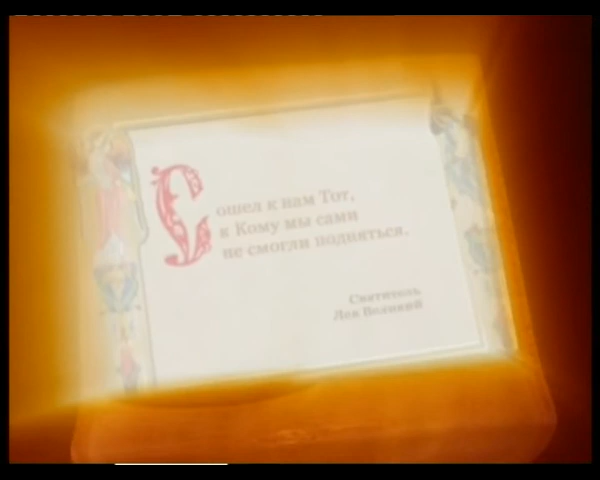 Сошел к нам Тот,
к Кому мы сами
не смогли подняться.
Святитель
Лев Великий